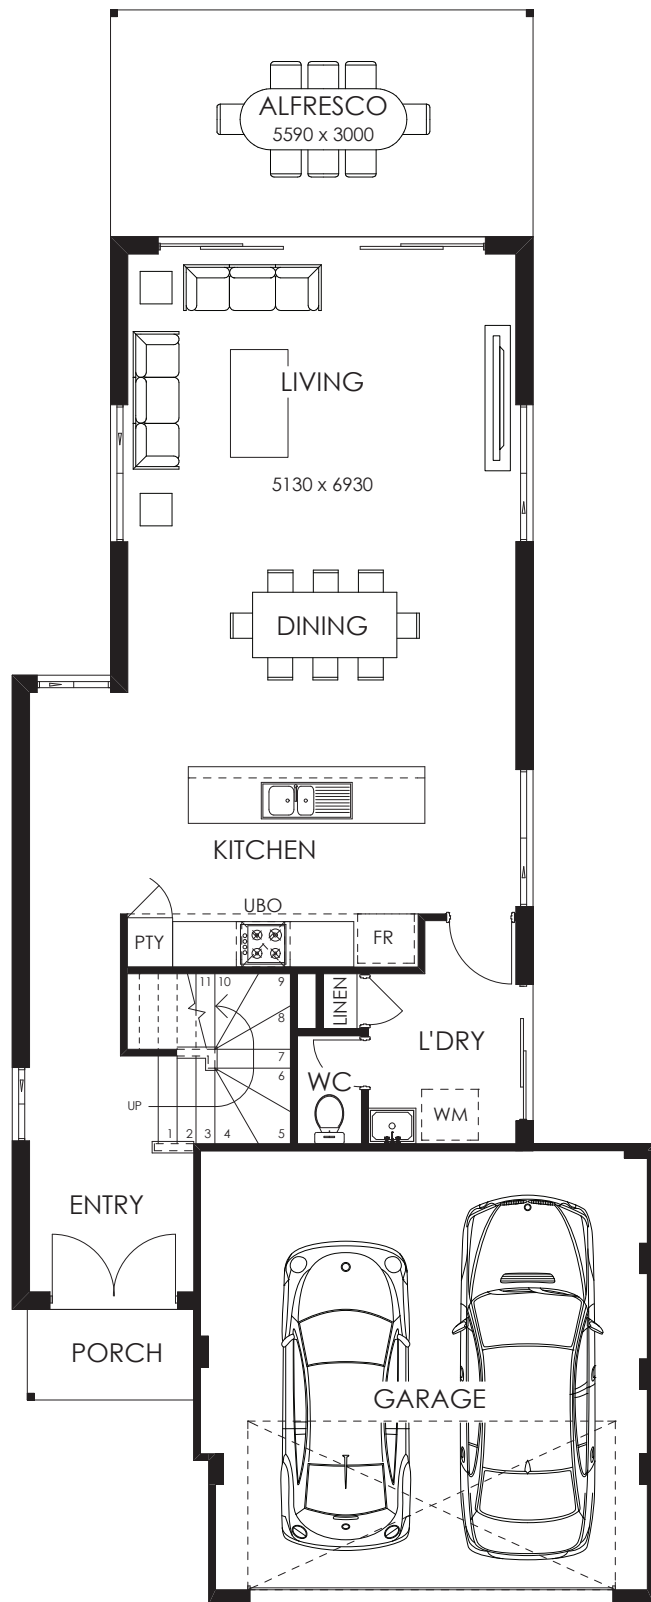 ALFRESCO
5590 x 3000
LIVING
5130 x 6930
DINING
KITCHEN
UBO
PTY
FR
11 10 9
8
7
6
UP
1 2 3 4 5
LINEN
L'DRY
WC
WM
ENTRY
PORCH
GARAGE